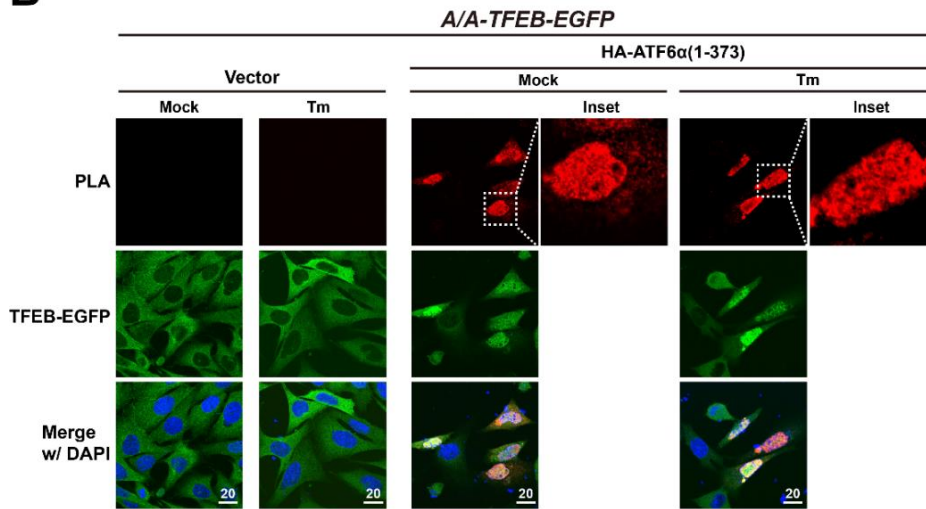 A/A-TFEB-EGFP
HA-ATF6α(1-373)
Vector Mock Tm
Mock Tm Inset Inset
PLA
TFEB-EGFP
Merge
w/ DAPI
20 20 20 20